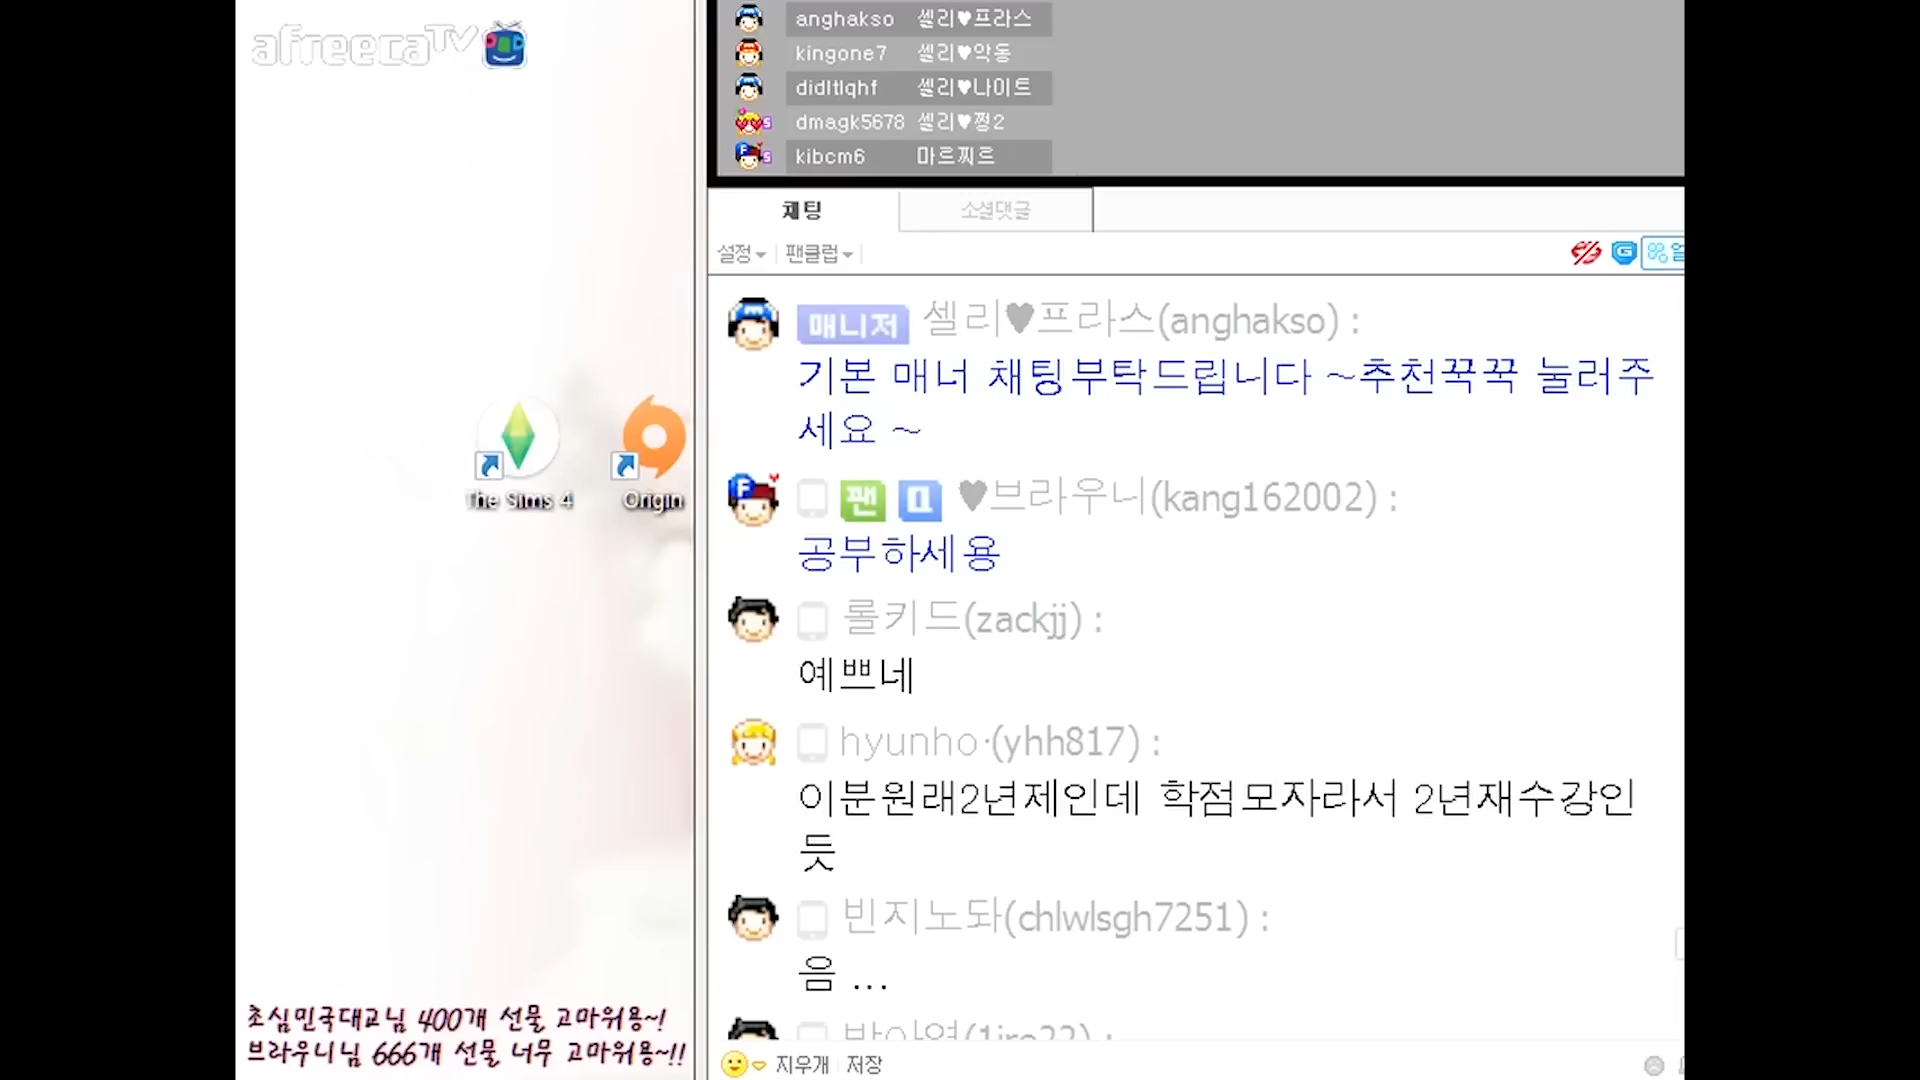 afreecaTV
The Sims 4
Origin
초심민국대교님 400개 선물 고마워용~!
브라우니님 666개 선물 너무 고마워용~!!
anghakso 셀리♥프라스
kingone7 셀리♥악동
didltlqhf 셀리♥나이트
dmagk5678 셀리♥쩡2
kibcm6 마르찌르
채팅 소셜댓글
설정 팬클럽
매니저 셀리♥프라스(anghakso) :
기본 매너 채팅부탁드립니다 ~추천꾹꾹 눌러주
세요 ~
팬 ♥브라우니(kang162002) :
공부하세용
롤키드(zackjj) :
예쁘네
hyunho·(yhh817) :
이분원래2년제인데 학점모자라서 2년재수강인
듯
빈지노돠(chlwlsgh7251) :
음 ...
지우개 저장